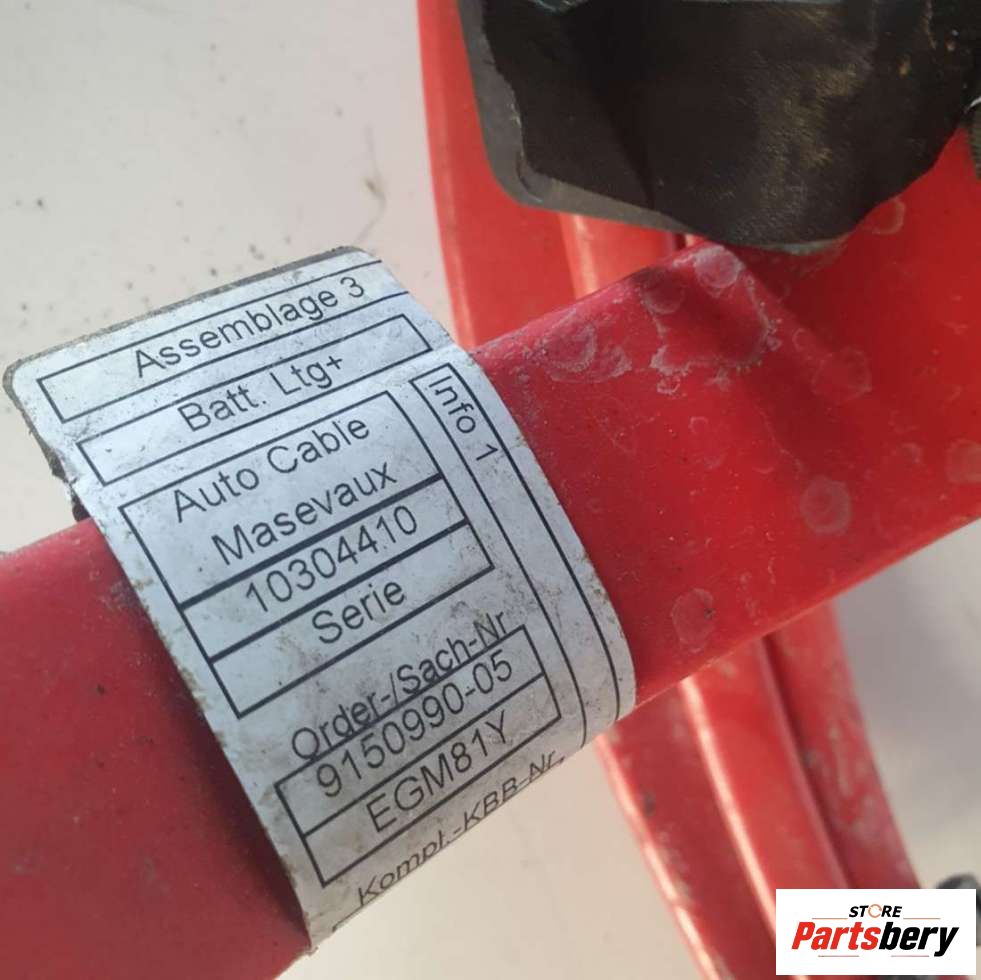 Assemblage 3
Batt. Ltg+
Info 1
Auto Cable
Masevaux
10304410
Serie
Order-/Sach-Nr
9150990-05
EGM81Y
Kompl.-KBB-Nr.
STORE
Partsbery